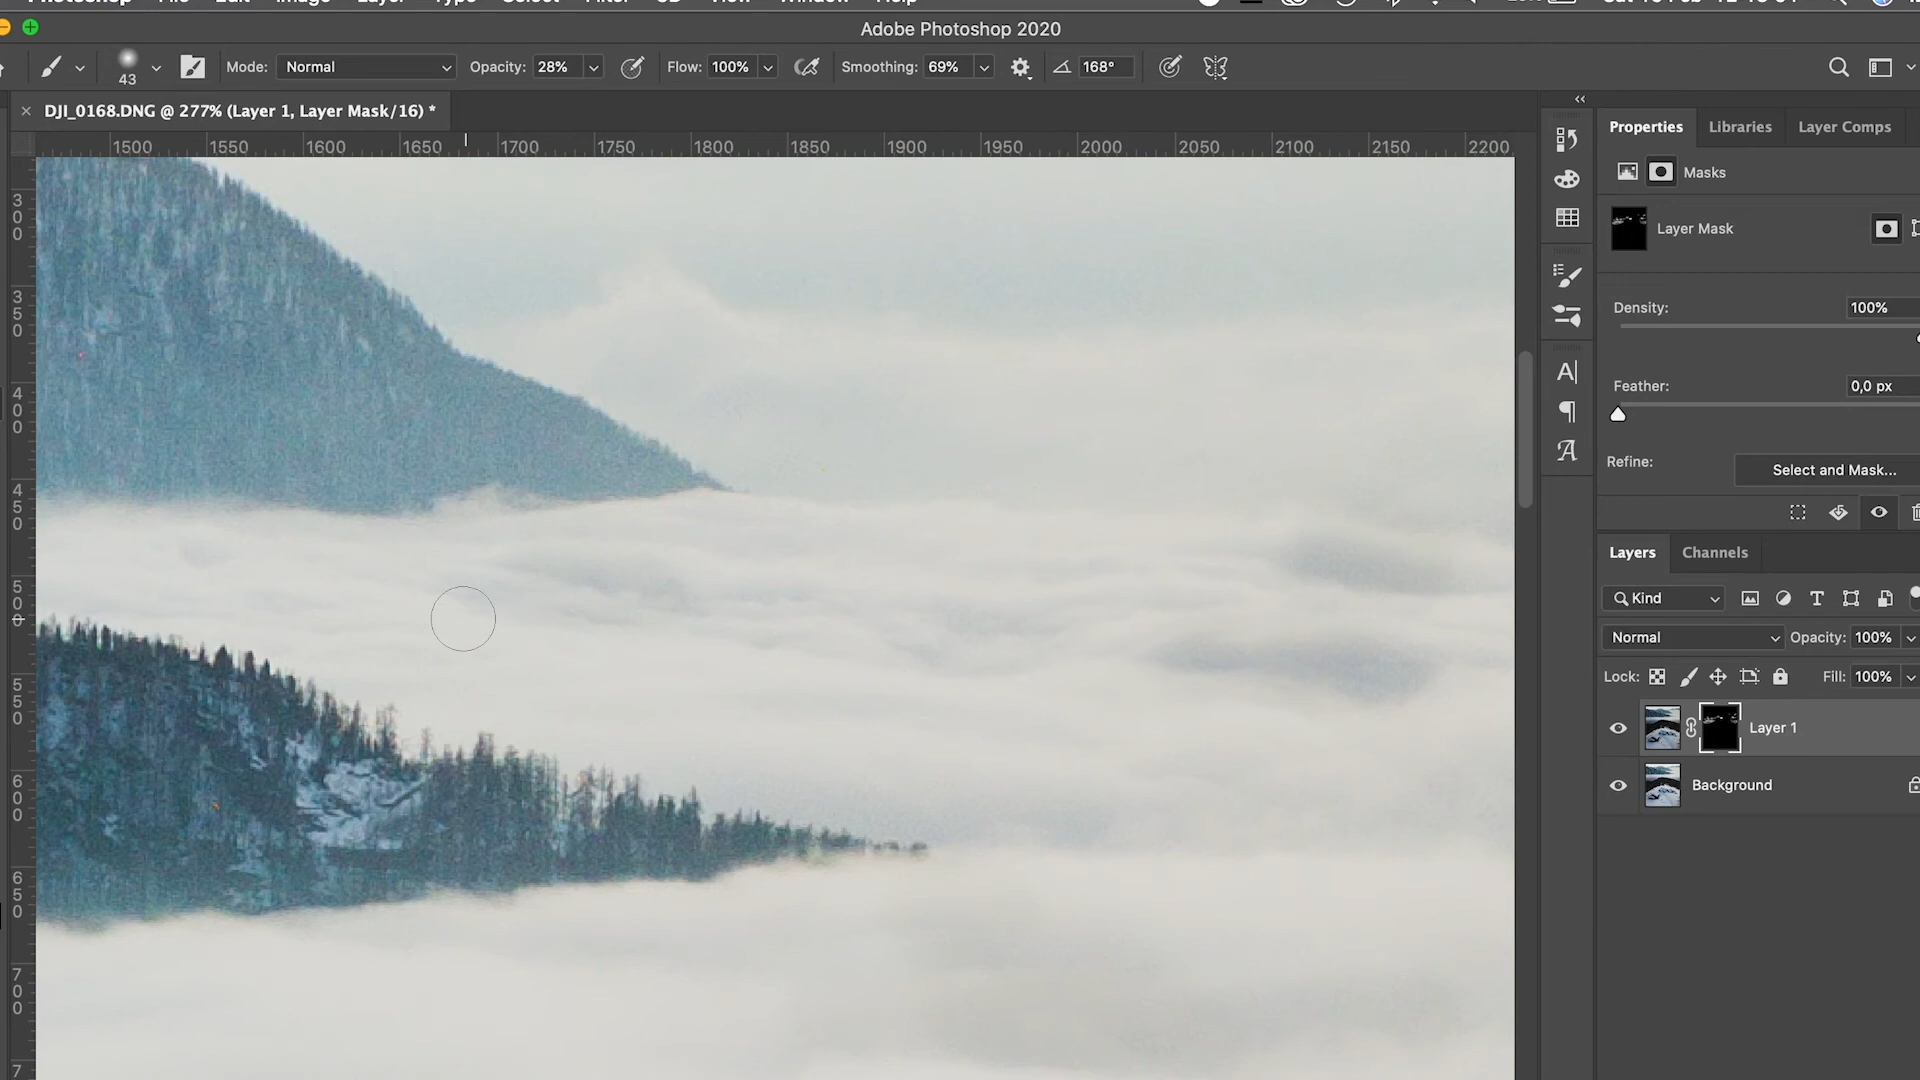 Photoshop File Edit Image Layer Type Select Filter 3D View Window Help
Adobe Photoshop 2020
43 Mode: Normal Opacity: 28% Flow: 100% Smoothing: 69% 168°
× DJI_0168.DNG @ 277% (Layer 1, Layer Mask/16) *
1500 1550 1600 1650 1700 1750 1800 1850 1900 1950 2000 2050 2100 2150 2200
300
350
400
450
500
550
600
650
700
7
Properties Libraries Layer Comps
Masks
Layer Mask
Density: 100%
Feather: 0,0 px
Refine: Select and Mask...
Layers Channels
Kind
Normal Opacity: 100%
Lock: Fill: 100%
Layer 1
Background